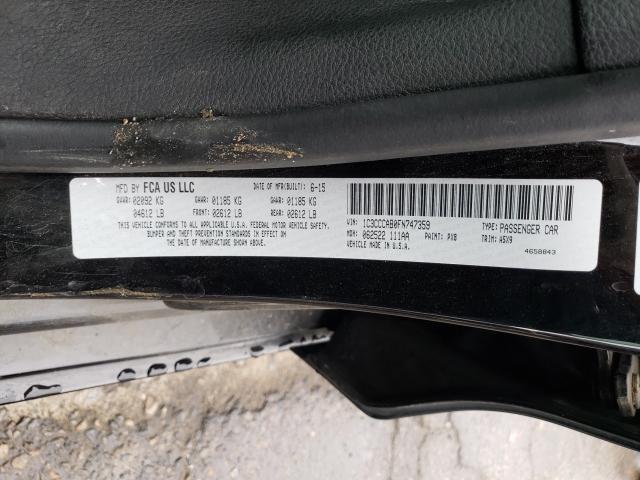 MFD BY FCA US LLC DATE OF MFR(BUILT): 6-15
GVWR: 02092 KG GAWR: 01185 KG GAWR: 01185 KG
04612 LB FRONT: 02612 LB REAR: 02612 LB
THIS VEHICLE CONFORMS TO ALL APPLICABLE U.S.A. FEDERAL MOTOR VEHICLE SAFETY,
BUMPER AND THEFT PREVENTION STANDARDS IN EFFECT ON
THE DATE OF MANUFACTURE SHOWN ABOVE.
VIN: 1C3CCCAB0FN747359 TYPE: PASSENGER CAR
MDH: 062522 111AA PAINT: PX8 TRIM: A5X9
MADE IN U.S.A. 4658843